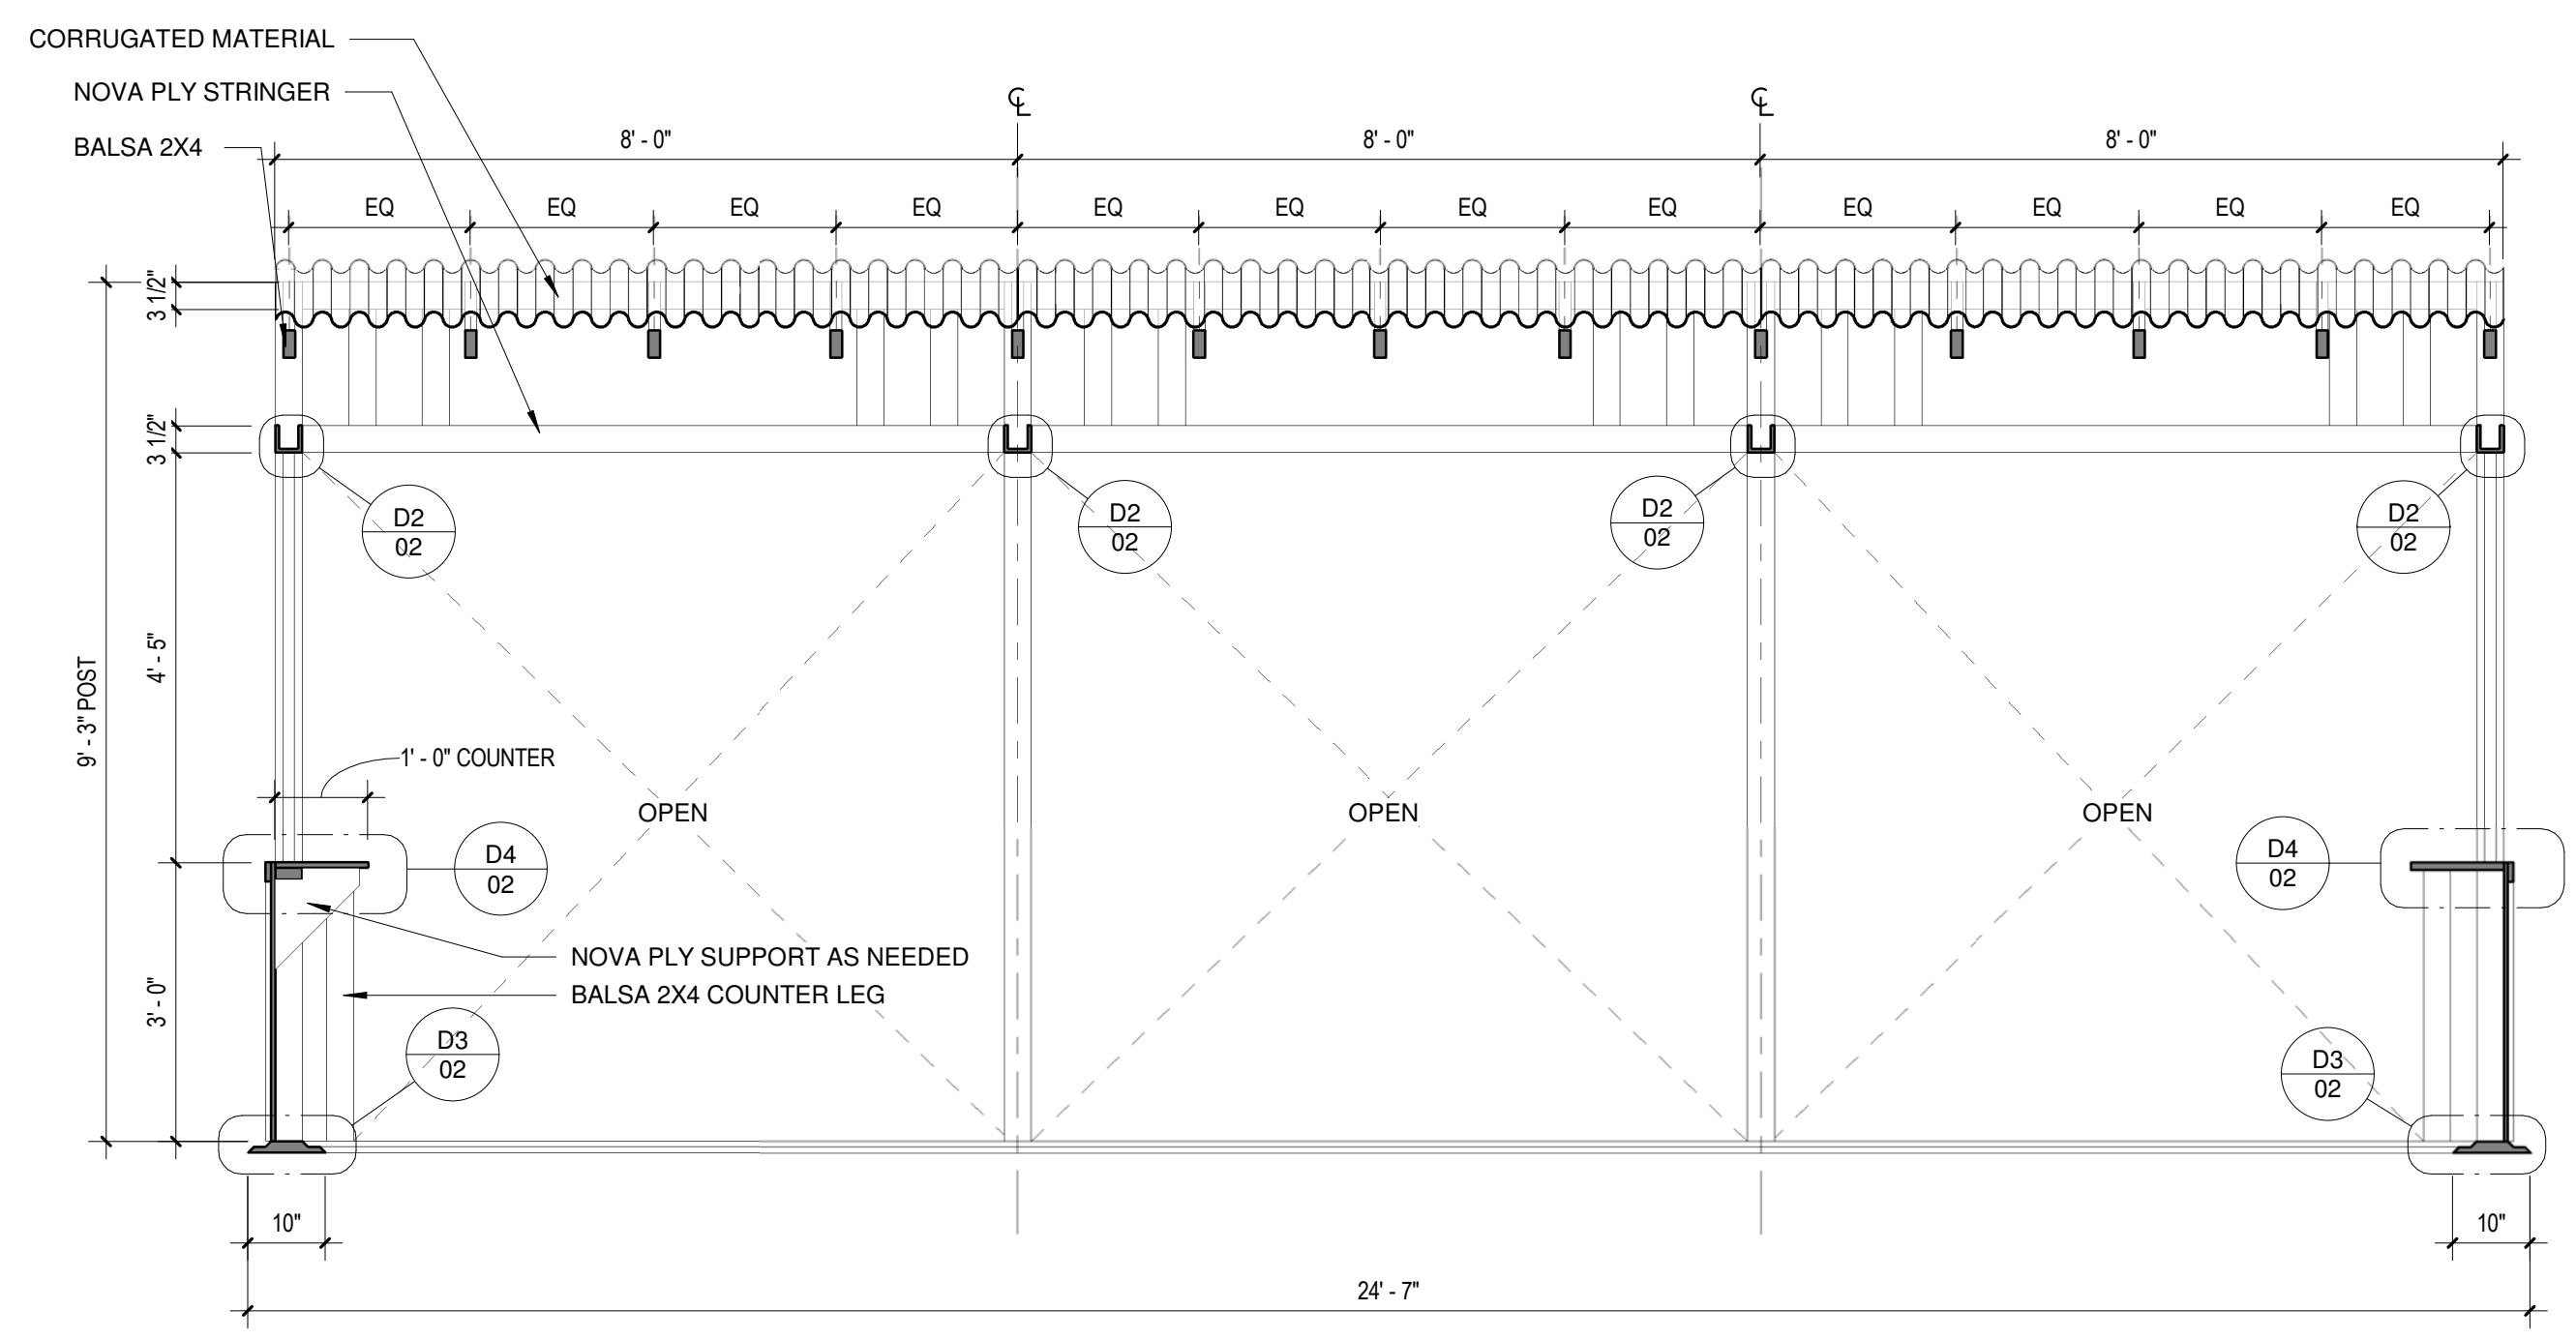 CORRUGATED MATERIAL
NOVA PLY STRINGER
BALSA 2X4
℄ ℄
8' - 0" 8' - 0" 8' - 0"
EQ EQ EQ EQ EQ EQ EQ EQ EQ EQ EQ EQ
3 1/2"
3 1/2"
D2
02
D2
02
D2
02
D2
02
4' - 5"
9' - 3" POST
1' - 0" COUNTER
OPEN OPEN OPEN
D4
02
D4
02
NOVA PLY SUPPORT AS NEEDED
BALSA 2X4 COUNTER LEG
3' - 0"
D3
02
D3
02
10" 10"
24' - 7"